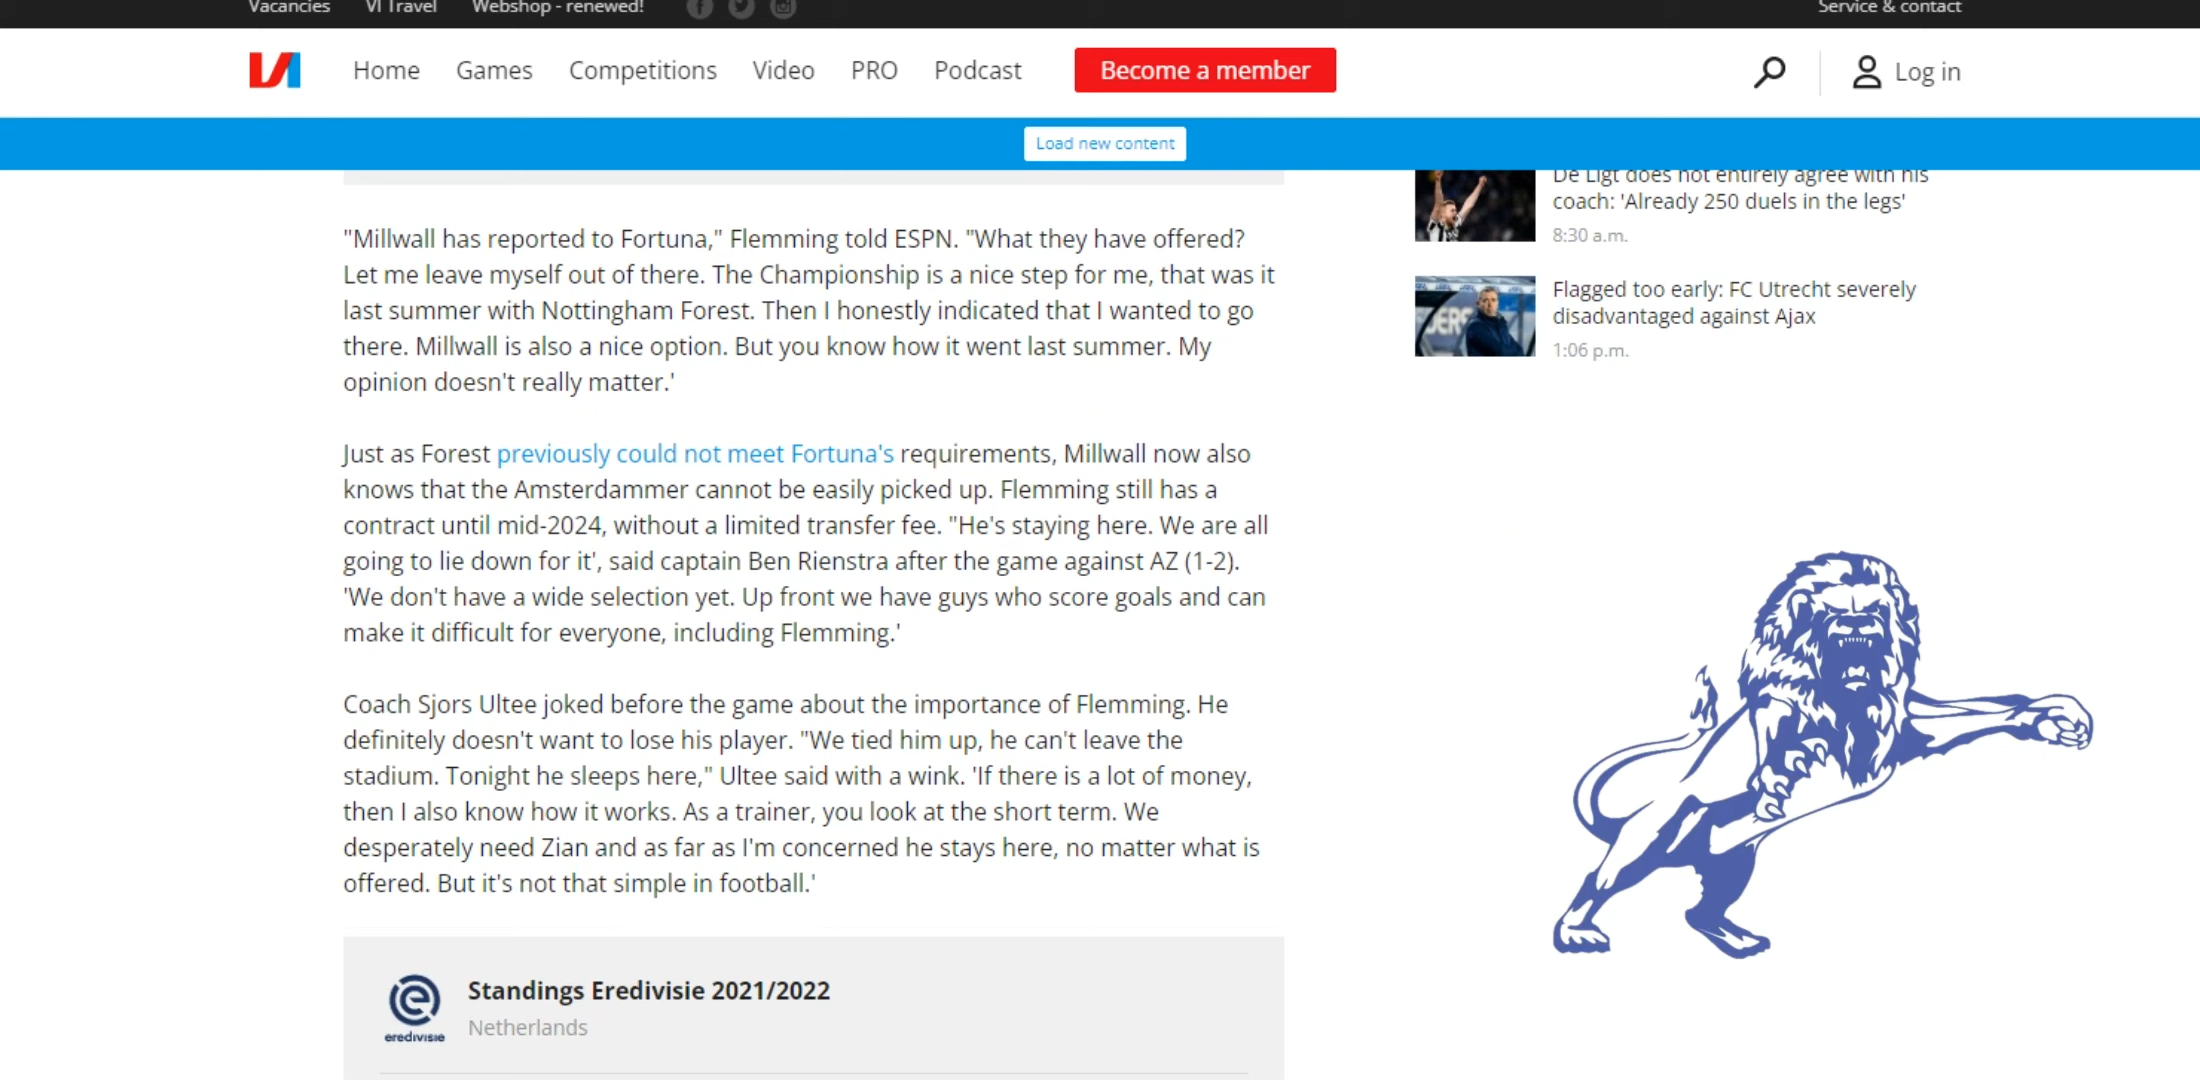 Vacancies VI Travel Webshop - renewed! Service & contact
VI Home Games Competitions Video PRO Podcast Become a member Log in
Load new content
"Millwall has reported to Fortuna," Flemming told ESPN. "What they have offered?
Let me leave myself out of there. The Championship is a nice step for me, that was it
last summer with Nottingham Forest. Then I honestly indicated that I wanted to go
there. Millwall is also a nice option. But you know how it went last summer. My
opinion doesn't really matter.'
Just as Forest previously could not meet Fortuna's requirements, Millwall now also
knows that the Amsterdammer cannot be easily picked up. Flemming still has a
contract until mid-2024, without a limited transfer fee. "He's staying here. We are all
going to lie down for it', said captain Ben Rienstra after the game against AZ (1-2).
'We don't have a wide selection yet. Up front we have guys who score goals and can
make it difficult for everyone, including Flemming.'
Coach Sjors Ultee joked before the game about the importance of Flemming. He
definitely doesn't want to lose his player. "We tied him up, he can't leave the
stadium. Tonight he sleeps here," Ultee said with a wink. 'If there is a lot of money,
then I also know how it works. As a trainer, you look at the short term. We
desperately need Zian and as far as I'm concerned he stays here, no matter what is
offered. But it's not that simple in football.'
eredivisie
Standings Eredivisie 2021/2022
Netherlands
De Ligt does not entirely agree with his
coach: 'Already 250 duels in the legs'
8:30 a.m.
Flagged too early: FC Utrecht severely
disadvantaged against Ajax
1:06 p.m.